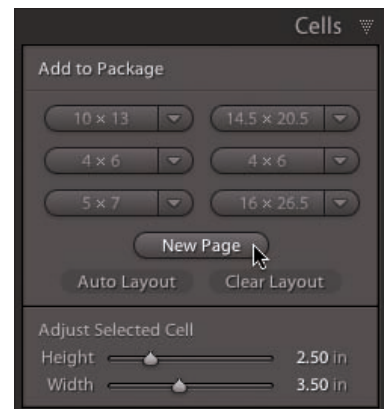 Cells
Add to Package
10 × 13 14.5 × 20.5
4 × 6 4 × 6
5 × 7 16 × 26.5
New Page
Auto Layout Clear Layout
Adjust Selected Cell
Height 2.50 in
Width 3.50 in